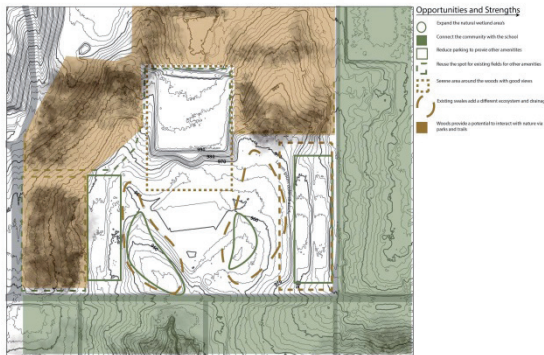 Opportunities and Strengths
Expand the natural wetland areas
Connect the community with the school
Reduce parking to prove other amenities
Reuse the spot for existing fields for other amenities
Serene area around the woods with good views
Existing swales add a different ecosystem and drainage
Woods provide a potential to interact with nature via
parks and trails